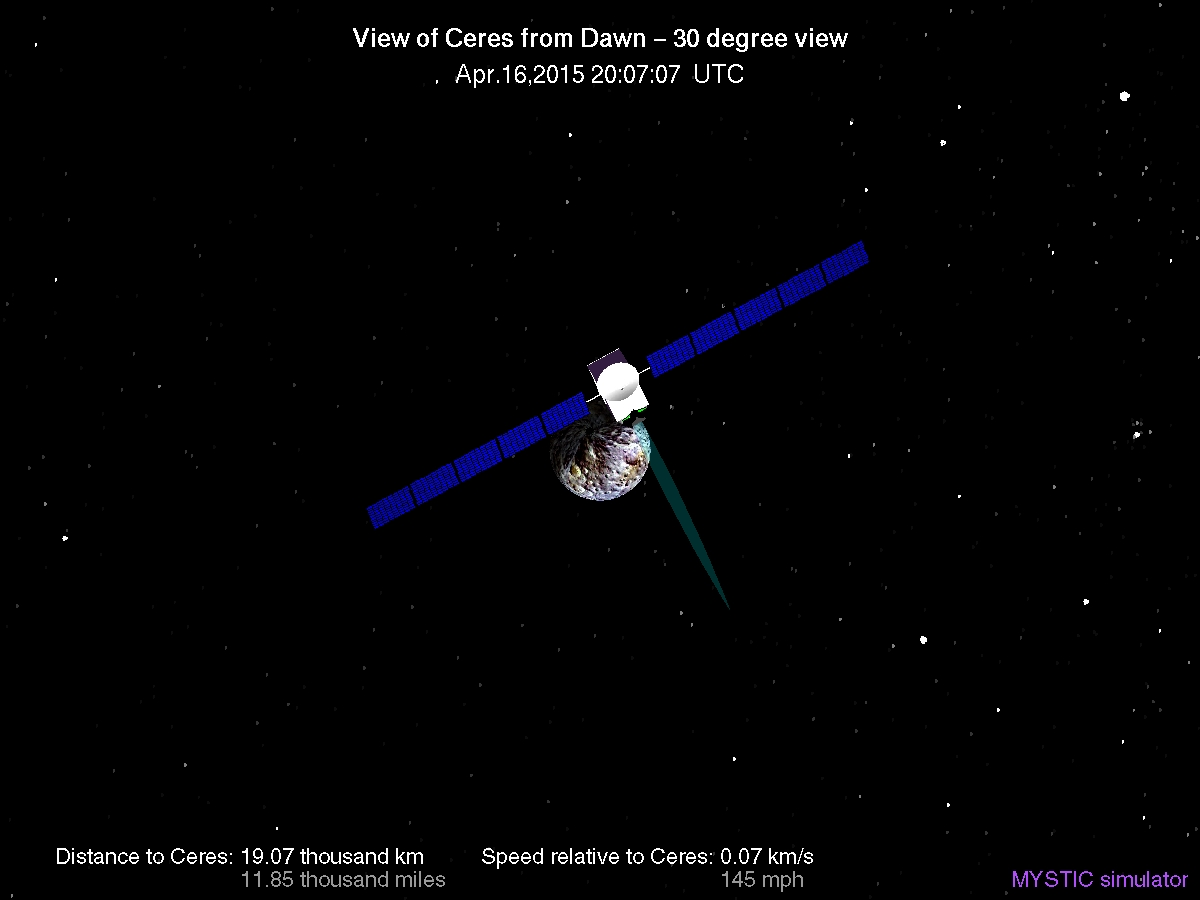 View of Ceres from Dawn – 30 degree view
Apr.16,2015 20:07:07 UTC
Distance to Ceres: 19.07 thousand km
11.85 thousand miles
Speed relative to Ceres: 0.07 km/s
145 mph
MYSTIC simulator